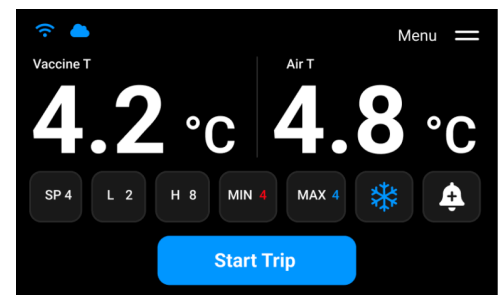 Menu
Vaccine T
Air T
4.2 °C
4.8 °C
SP 4
L 2
H 8
MIN 4
MAX 4
Start Trip